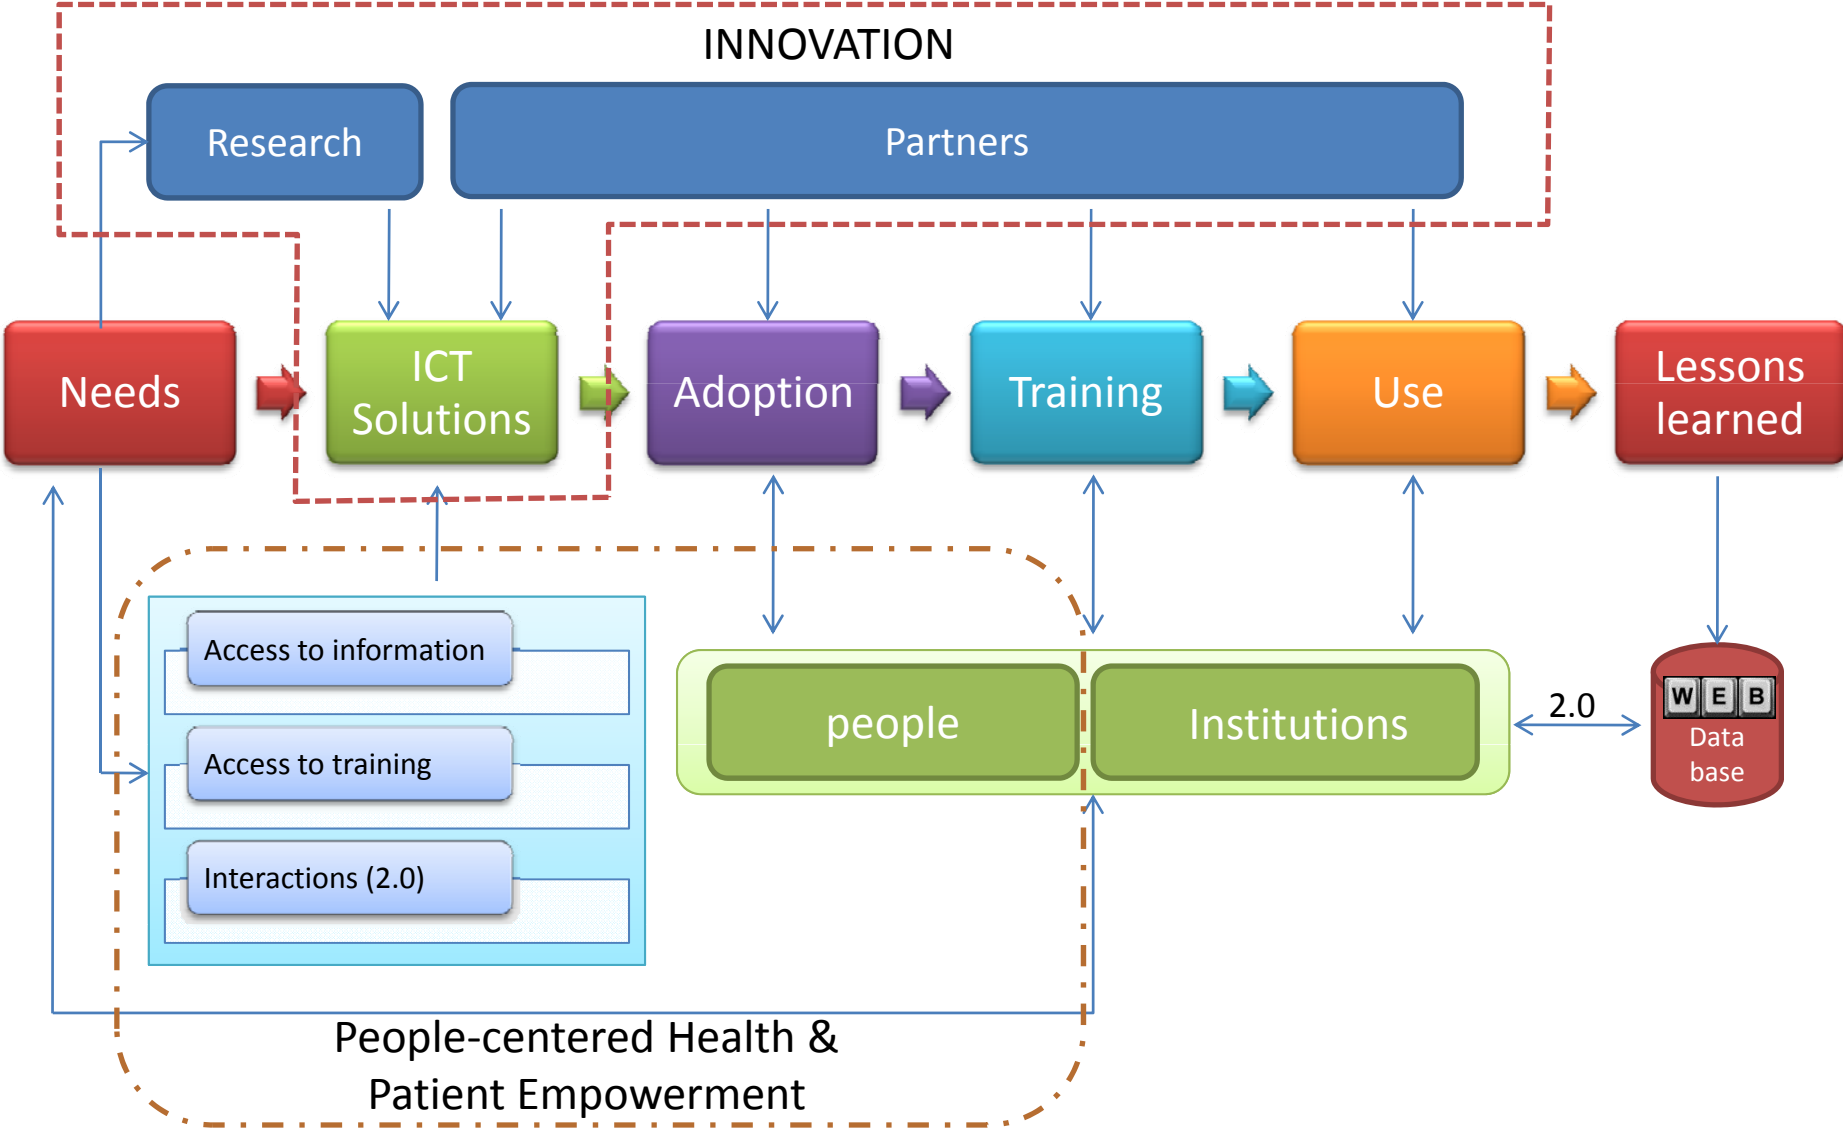 INNOVATION
Research
Partners
Needs
ICT
Solutions
Adoption
Training
Use
Lessons
learned
Access to information
Access to training
Interactions (2.0)
people
Institutions
2.0
WEB
Data
base
People-centered Health &
Patient Empowerment